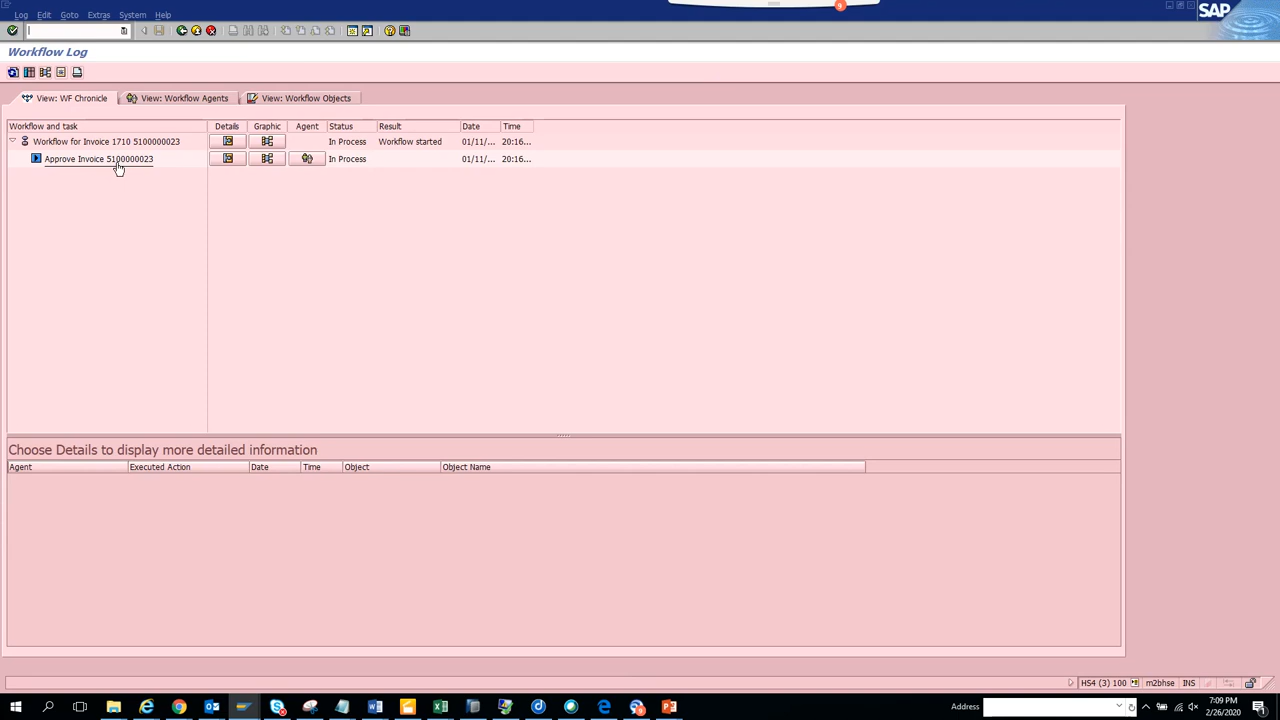 Log Edit Goto Extras System Help
SAP
Workflow Log
View: WF Chronicle View: Workflow Agents View: Workflow Objects
Workflow and task Details Graphic Agent Status Result Date Time
Workflow for Invoice 1710 5100000023 In Process Workflow started 01/11/... 20:16...
Approve Invoice 5100000023 In Process 01/11/... 20:16...
Choose Details to display more detailed information
Agent Executed Action Date Time Object Object Name
HS4 (3) 100 m2bhse INS
Address
7:09 PM
2/26/2020